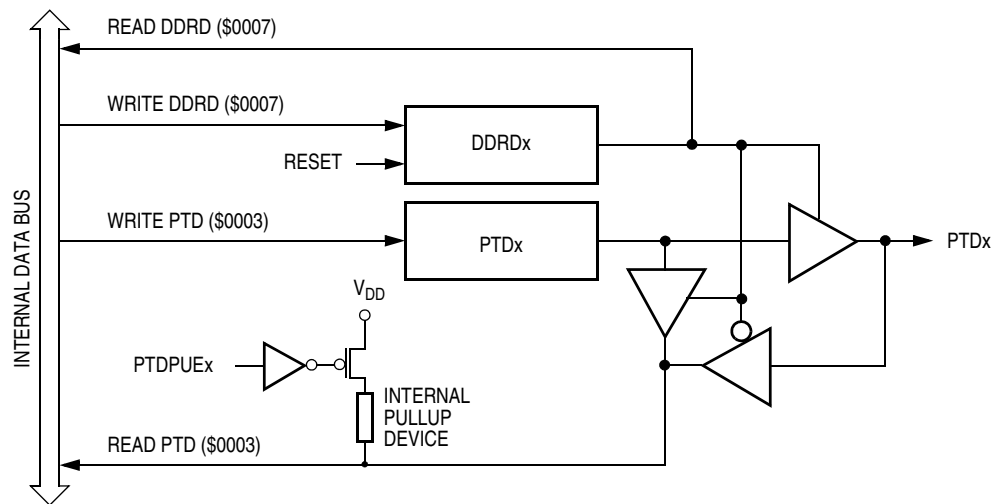 READ DDRD ($0007)
WRITE DDRD ($0007)
DDRDx
RESET
WRITE PTD ($0003)
PTDx
PTDx
INTERNAL DATA BUS
VDD
PTDPUEx
INTERNAL
PULLUP
DEVICE
READ PTD ($0003)